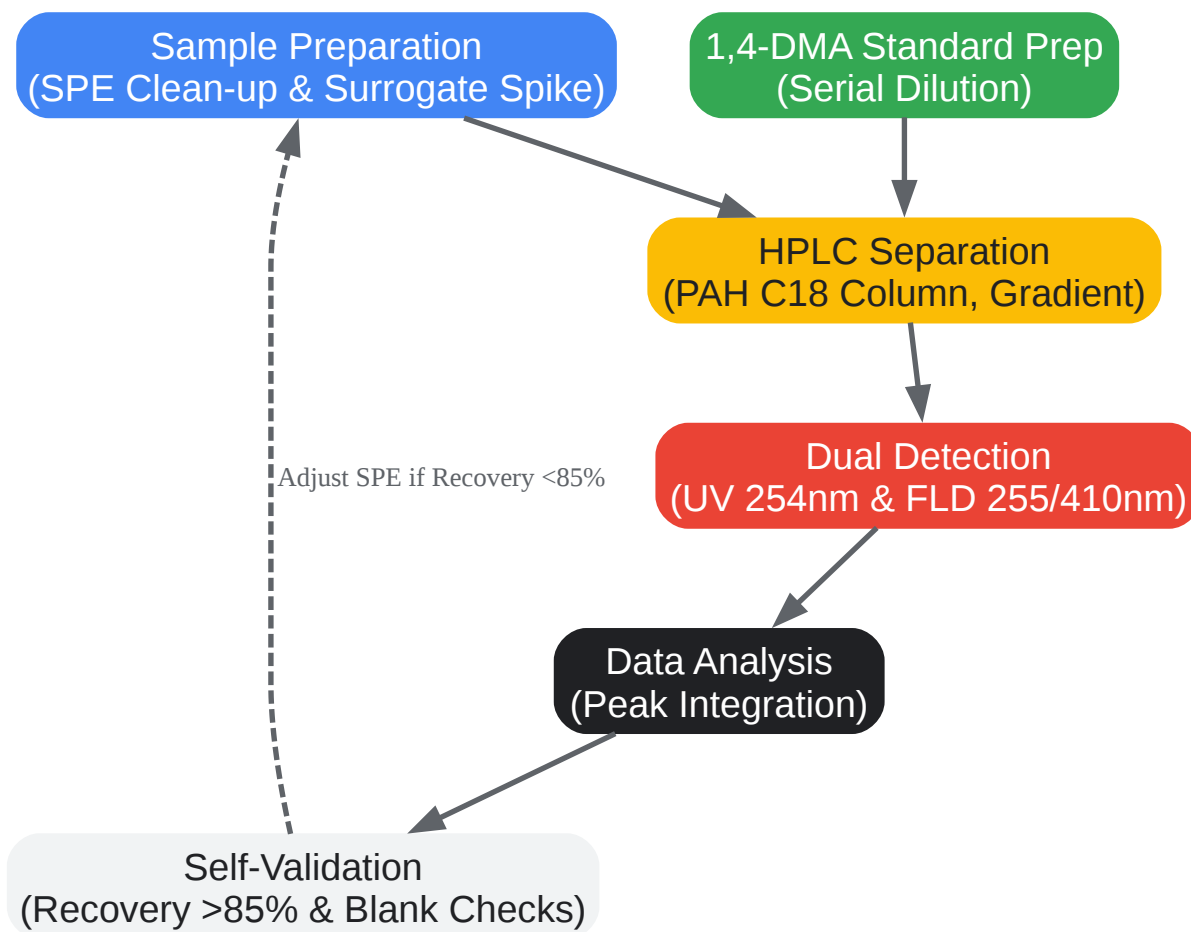 Sample Preparation
(SPE Clean-up & Surrogate Spike)
1,4-DMA Standard Prep
(Serial Dilution)
HPLC Separation
(PAH C18 Column, Gradient)
Dual Detection
(UV 254nm & FLD 255/410nm)
Adjust SPE if Recovery <85%
Data Analysis
(Peak Integration)
Self-Validation
(Recovery >85% & Blank Checks)